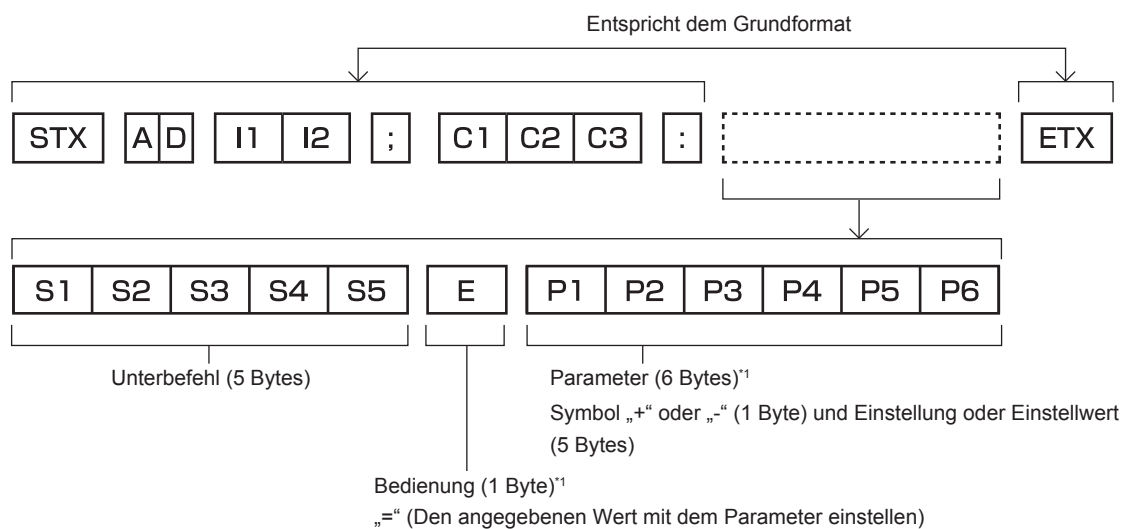 Entspricht dem Grundformat
STX A D I1 I2 ; C1 C2 C3 : ETX
S1 S2 S3 S4 S5 E P1 P2 P3 P4 P5 P6
Unterbefehl (5 Bytes)
Parameter (6 Bytes)*1
Symbol „+“ oder „-“ (1 Byte) und Einstellung oder Einstellwert
(5 Bytes)
Bedienung (1 Byte)*1
„=“ (Den angegebenen Wert mit dem Parameter einstellen)